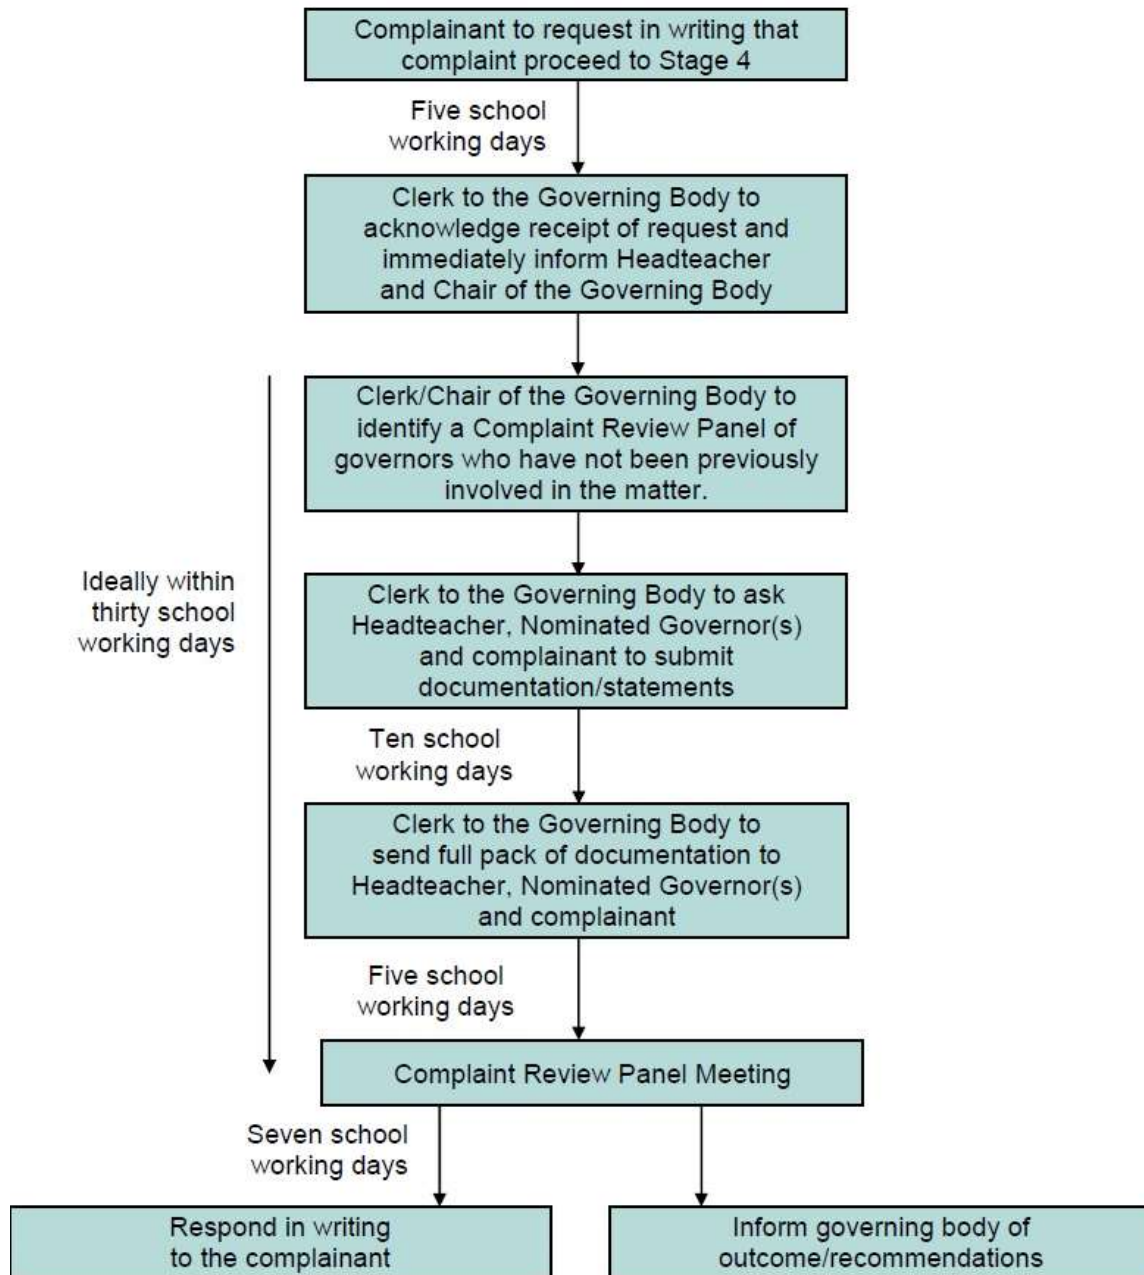 Complainant to request in writing that
complaint proceed to Stage 4
Five school
working days
Clerk to the Governing Body to
acknowledge receipt of request and
immediately inform Headteacher
and Chair of the Governing Body
Clerk/Chair of the Governing Body to
identify a Complaint Review Panel of
governors who have not been previously
involved in the matter.
Ideally within
thirty school
working days
Clerk to the Governing Body to ask
Headteacher, Nominated Governor(s)
and complainant to submit
documentation/statements
Ten school
working days
Clerk to the Governing Body to
send full pack of documentation to
Headteacher, Nominated Governor(s)
and complainant
Five school
working days
Complaint Review Panel Meeting
Seven school
working days
Respond in writing
to the complainant
Inform governing body of
outcome/recommendations